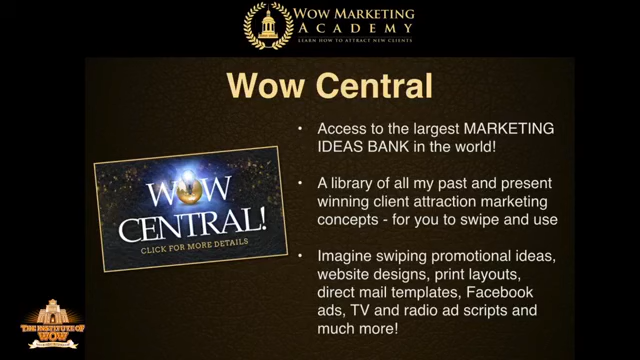 WOW MARKETING
ACADEMY
LEARN HOW TO ATTRACT NEW CLIENTS
Wow Central
• Access to the largest MARKETING
IDEAS BANK in the world!
• A library of all my past and present
winning client attraction marketing
concepts - for you to swipe and use
• Imagine swiping promotional ideas,
website designs, print layouts,
direct mail templates, Facebook
ads, TV and radio ad scripts and
much more!
WOW
CENTRAL!
CLICK FOR MORE DETAILS
THE INSTITUTE OF
WOW